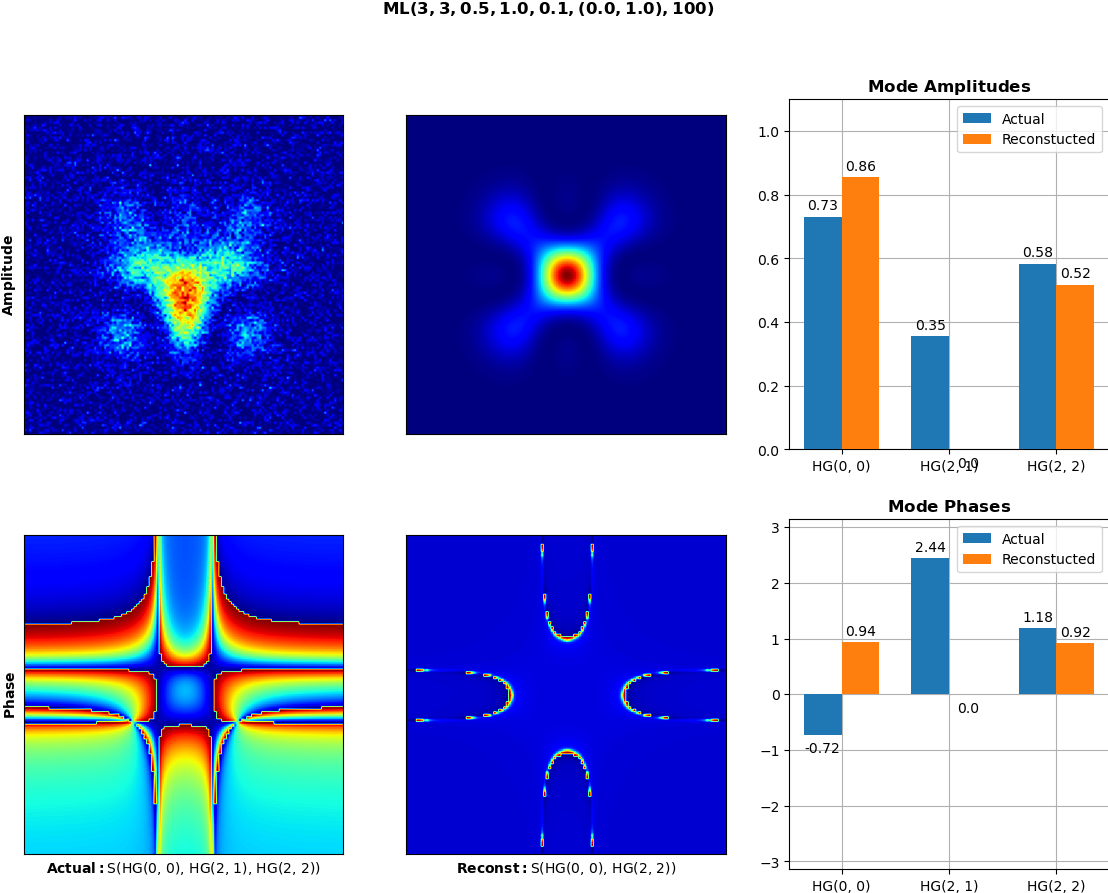 ML(3, 3, 0.5, 1.0, 0.1, (0.0, 1.0), 100)
Amplitude
Mode Amplitudes
Actual
Reconstucted
1.0
0.8
0.6
0.4
0.2
0.0
0.73
0.86
0.35
0.0
0.58
0.52
HG(0, 0)
HG(2, 1)
HG(2, 2)
Phase
Actual: S(HG(0, 0), HG(2, 1), HG(2, 2))
Reconst: S(HG(0, 0), HG(2, 2))
Mode Phases
Actual
Reconstucted
3
2
1
0
−1
−2
−3
-0.72
0.94
2.44
0.0
1.18
0.92
HG(0, 0)
HG(2, 1)
HG(2, 2)